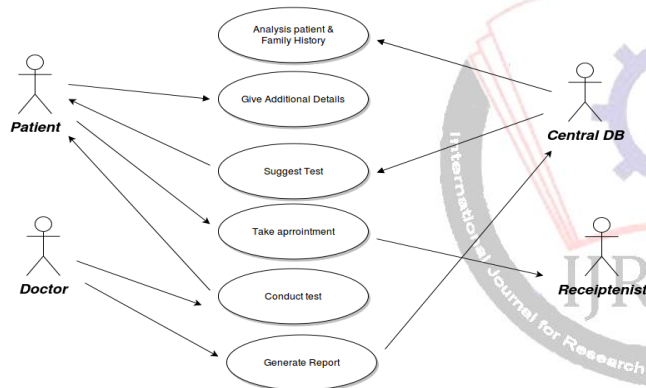 Analysis patient &
Family History
Give Additional Details
Patient
Central DB
Suggest Test
Take aprrointment
Doctor
Receiptenist
Conduct test
Generate Report
International Journal for Research
IJR